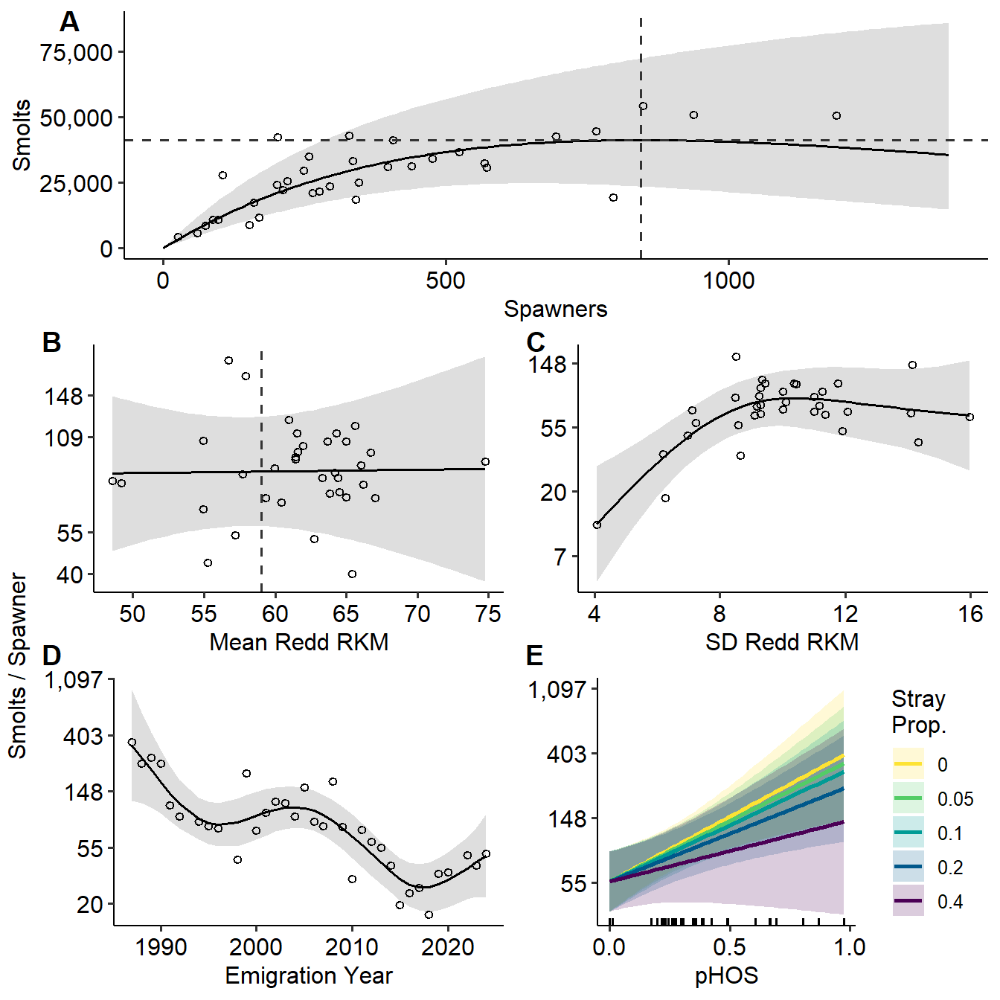 A
75,000
50,000
25,000
0
Smolts
0 500 1000
Spawners
B
148
109
55
40
50 55 60 65 70 75
Mean Redd RKM
C
148
55
20
7
4 8 12 16
SD Redd RKM
Smolts / Spawner
D
1,097
403
148
55
20
1990 2000 2010 2020
Emigration Year
E
1,097
403
148
55
0.0 0.5 1.0
pHOS
Stray
Prop.
0
0.05
0.1
0.2
0.4